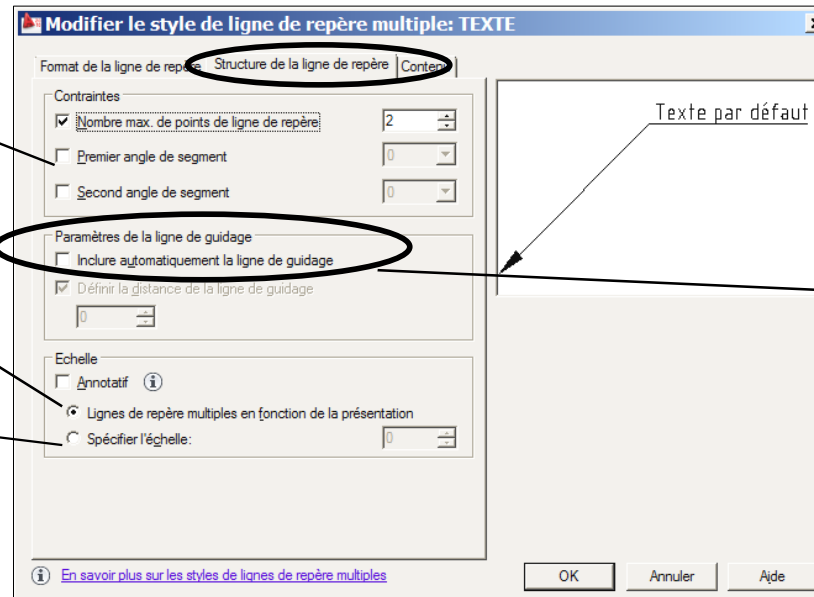 Modifier le style de ligne de repère multiple: TEXTE
Format de la ligne de repère
Structure de la ligne de repère
Contenu
Contraintes
Nombre max. de points de ligne de repère
2
Premier angle de segment
0
Second angle de segment
0
Paramètres de la ligne de guidage
Inclure automatiquement la ligne de guidage
Définir la distance de la ligne de guidage
0
Echelle
Annotatif
Lignes de repère multiples en fonction de la présentation
Spécifier l'échelle:
0
Texte par défaut
En savoir plus sur les styles de lignes de repère multiples
OK
Annuler
Aide